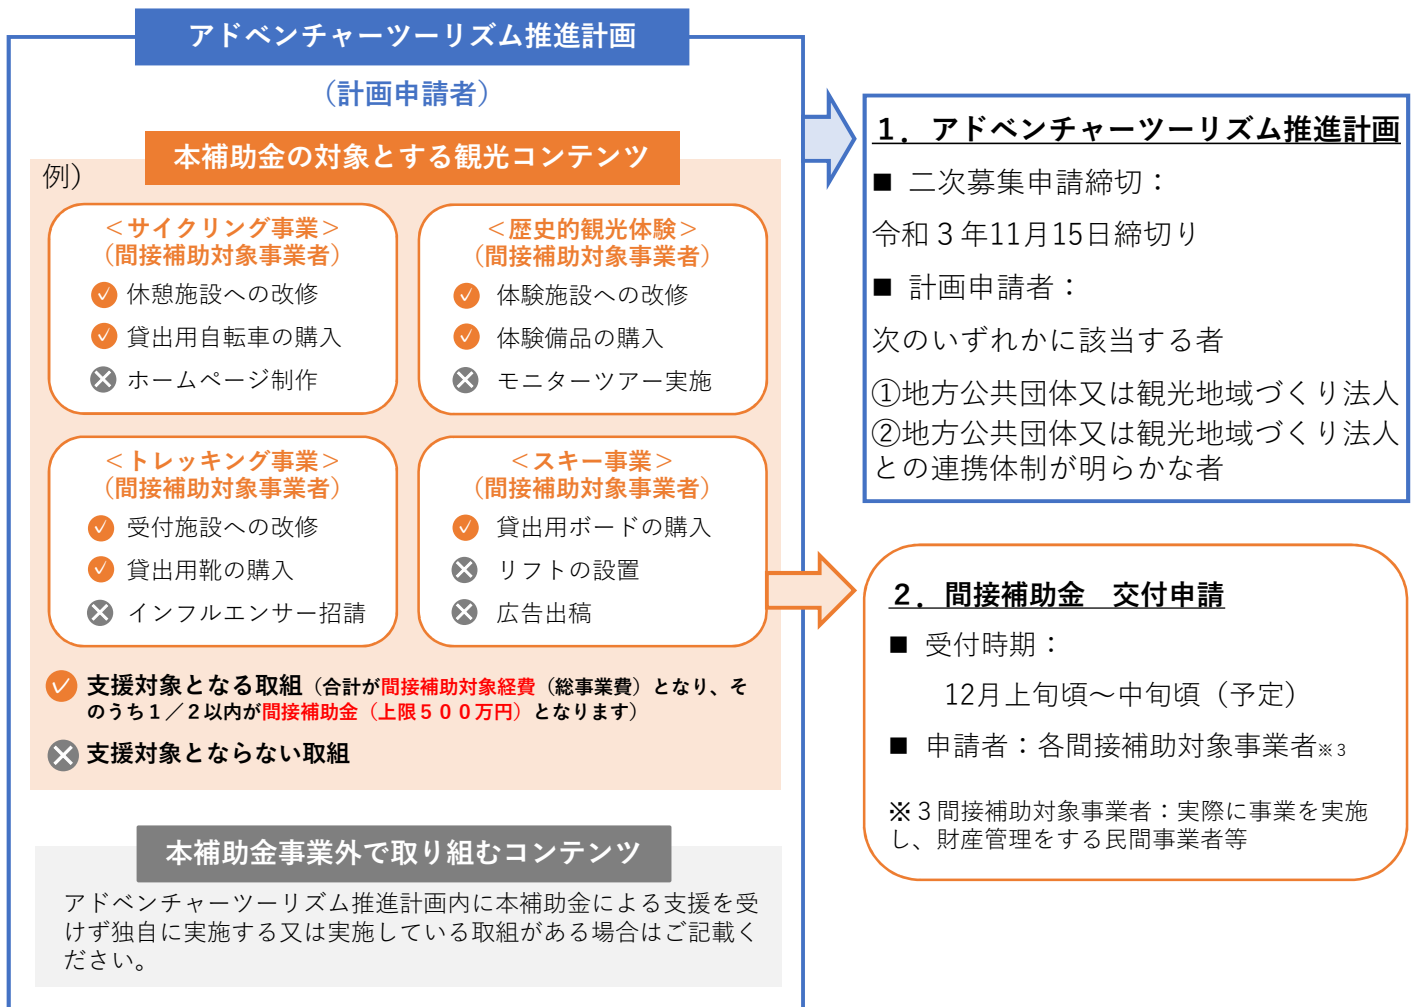 アドベンチャーツーリズム推進計画
（計画申請者）
本補助金の対象とする観光コンテンツ
例）
＜サイクリング事業＞
（間接補助対象事業者）
休憩施設への改修
貸出用自転車の購入
ホームページ制作
＜歴史的観光体験＞
（間接補助対象事業者）
体験施設への改修
体験備品の購入
モニターツアー実施
＜トレッキング事業＞
（間接補助対象事業者）
受付施設への改修
貸出用靴の購入
インフルエンサー招請
＜スキー事業＞
（間接補助対象事業者）
貸出用ボードの購入
リフトの設置
広告出稿
支援対象となる取組（合計が間接補助対象経費（総事業費）となり、そ
のうち１／２以内が間接補助金（上限５００万円）となります）
支援対象とならない取組
本補助金事業外で取り組むコンテンツ
アドベンチャーツーリズム推進計画内に本補助金による支援を受
けず独自に実施する又は実施している取組がある場合はご記載く
ださい。
１．アドベンチャーツーリズム推進計画
■ 二次募集申請締切：
令和３年11月15日締切り
■ 計画申請者：
次のいずれかに該当する者
①地方公共団体又は観光地域づくり法人
②地方公共団体又は観光地域づくり法人
との連携体制が明らかな者
２．間接補助金　交付申請
■ 受付時期：
12月上旬頃～中旬頃（予定）
■ 申請者：各間接補助対象事業者※３
※３間接補助対象事業者：実際に事業を実施
し、財産管理をする民間事業者等